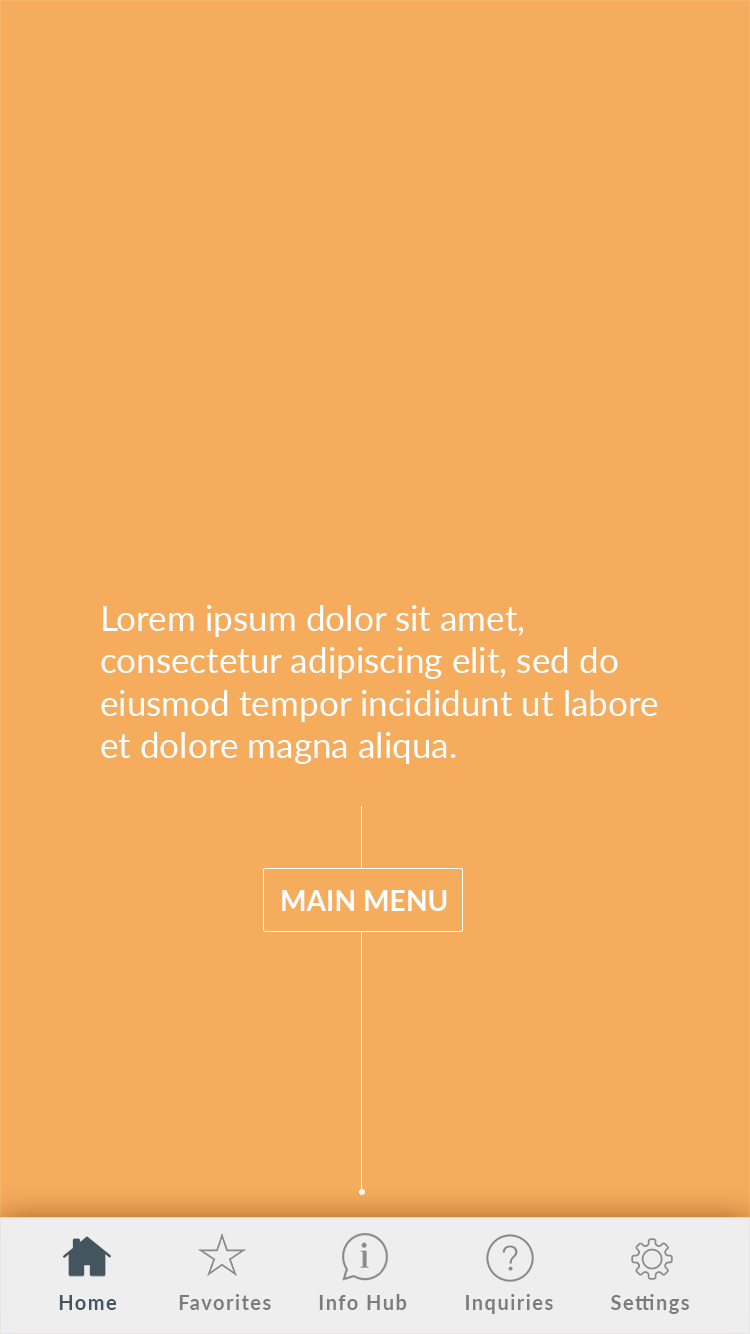 Lorem ipsum dolor sit amet,
consectetur adipiscing elit, sed do
eiusmod tempor incididunt ut labore
et dolore magna aliqua.
MAIN MENU
Home Favorites Info Hub Inquiries Settings